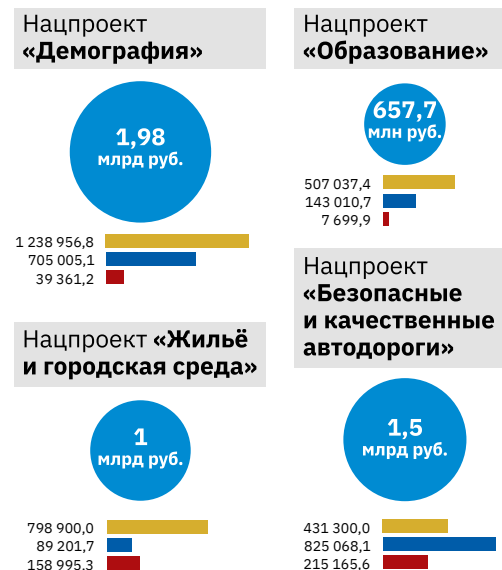 Нацпроект
«Демография»
1,98
млрд руб.
1 238 956,8
705 005,1
39 361,2
Нацпроект
«Образование»
657,7
млн руб.
507 037,4
143 010,7
7 699,9
Нацпроект «Жильё
и городская среда»
1
млрд руб.
798 900,0
89 201,7
158 995,3
Нацпроект
«Безопасные
и качественные
автодороги»
1,5
млрд руб.
431 300,0
825 068,1
215 165,6